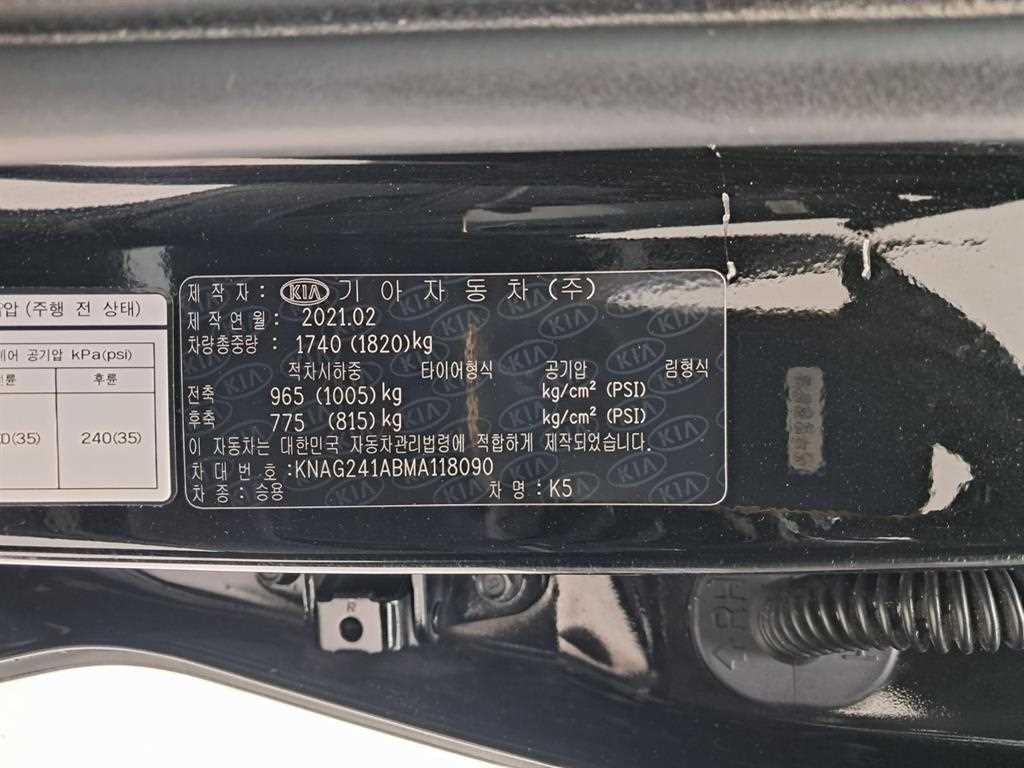 제작자 : KIA 기아자동차(주)
제작연월 : 2021.02
차량총중량 : 1740 (1820)kg
적차시하중 타이어형식 공기압 림형식
전축 965 (1005)kg kg/cm² (PSI)
후축 775 (815)kg kg/cm² (PSI)
이 자동차는 대한민국 자동차관리법령에 적합하게 제작되었습니다.
차대번호 : KNAG241ABMA118090
차종 : 승용 차명 : K5
압 (주행 전 상태)
공기압 kPa(psi)
후륜
(35) 240(35)
R
RH